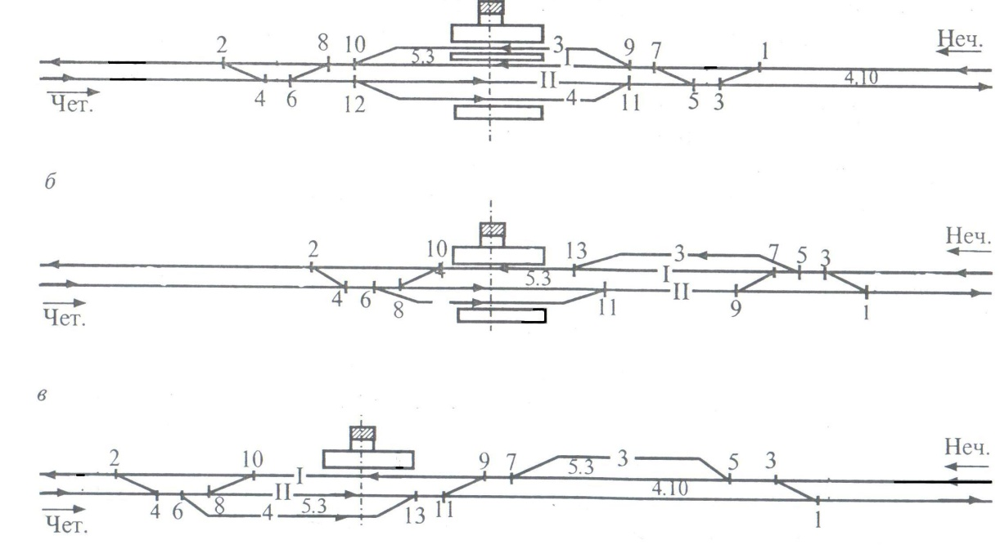 2 8 10 5.3 3 I 9 7 1 Неч.
Чет. 4 6 12 II 4 11 5 3 4.10
б
2 10 13 3 7 5 3 Неч.
5.3 I
Чет. 4 6 8 11 II 9 1
в
2 10 I 9 7 5.3 3 5 3 Неч.
II 4.10
Чет. 4 6 8 4 5.3 13 11 1